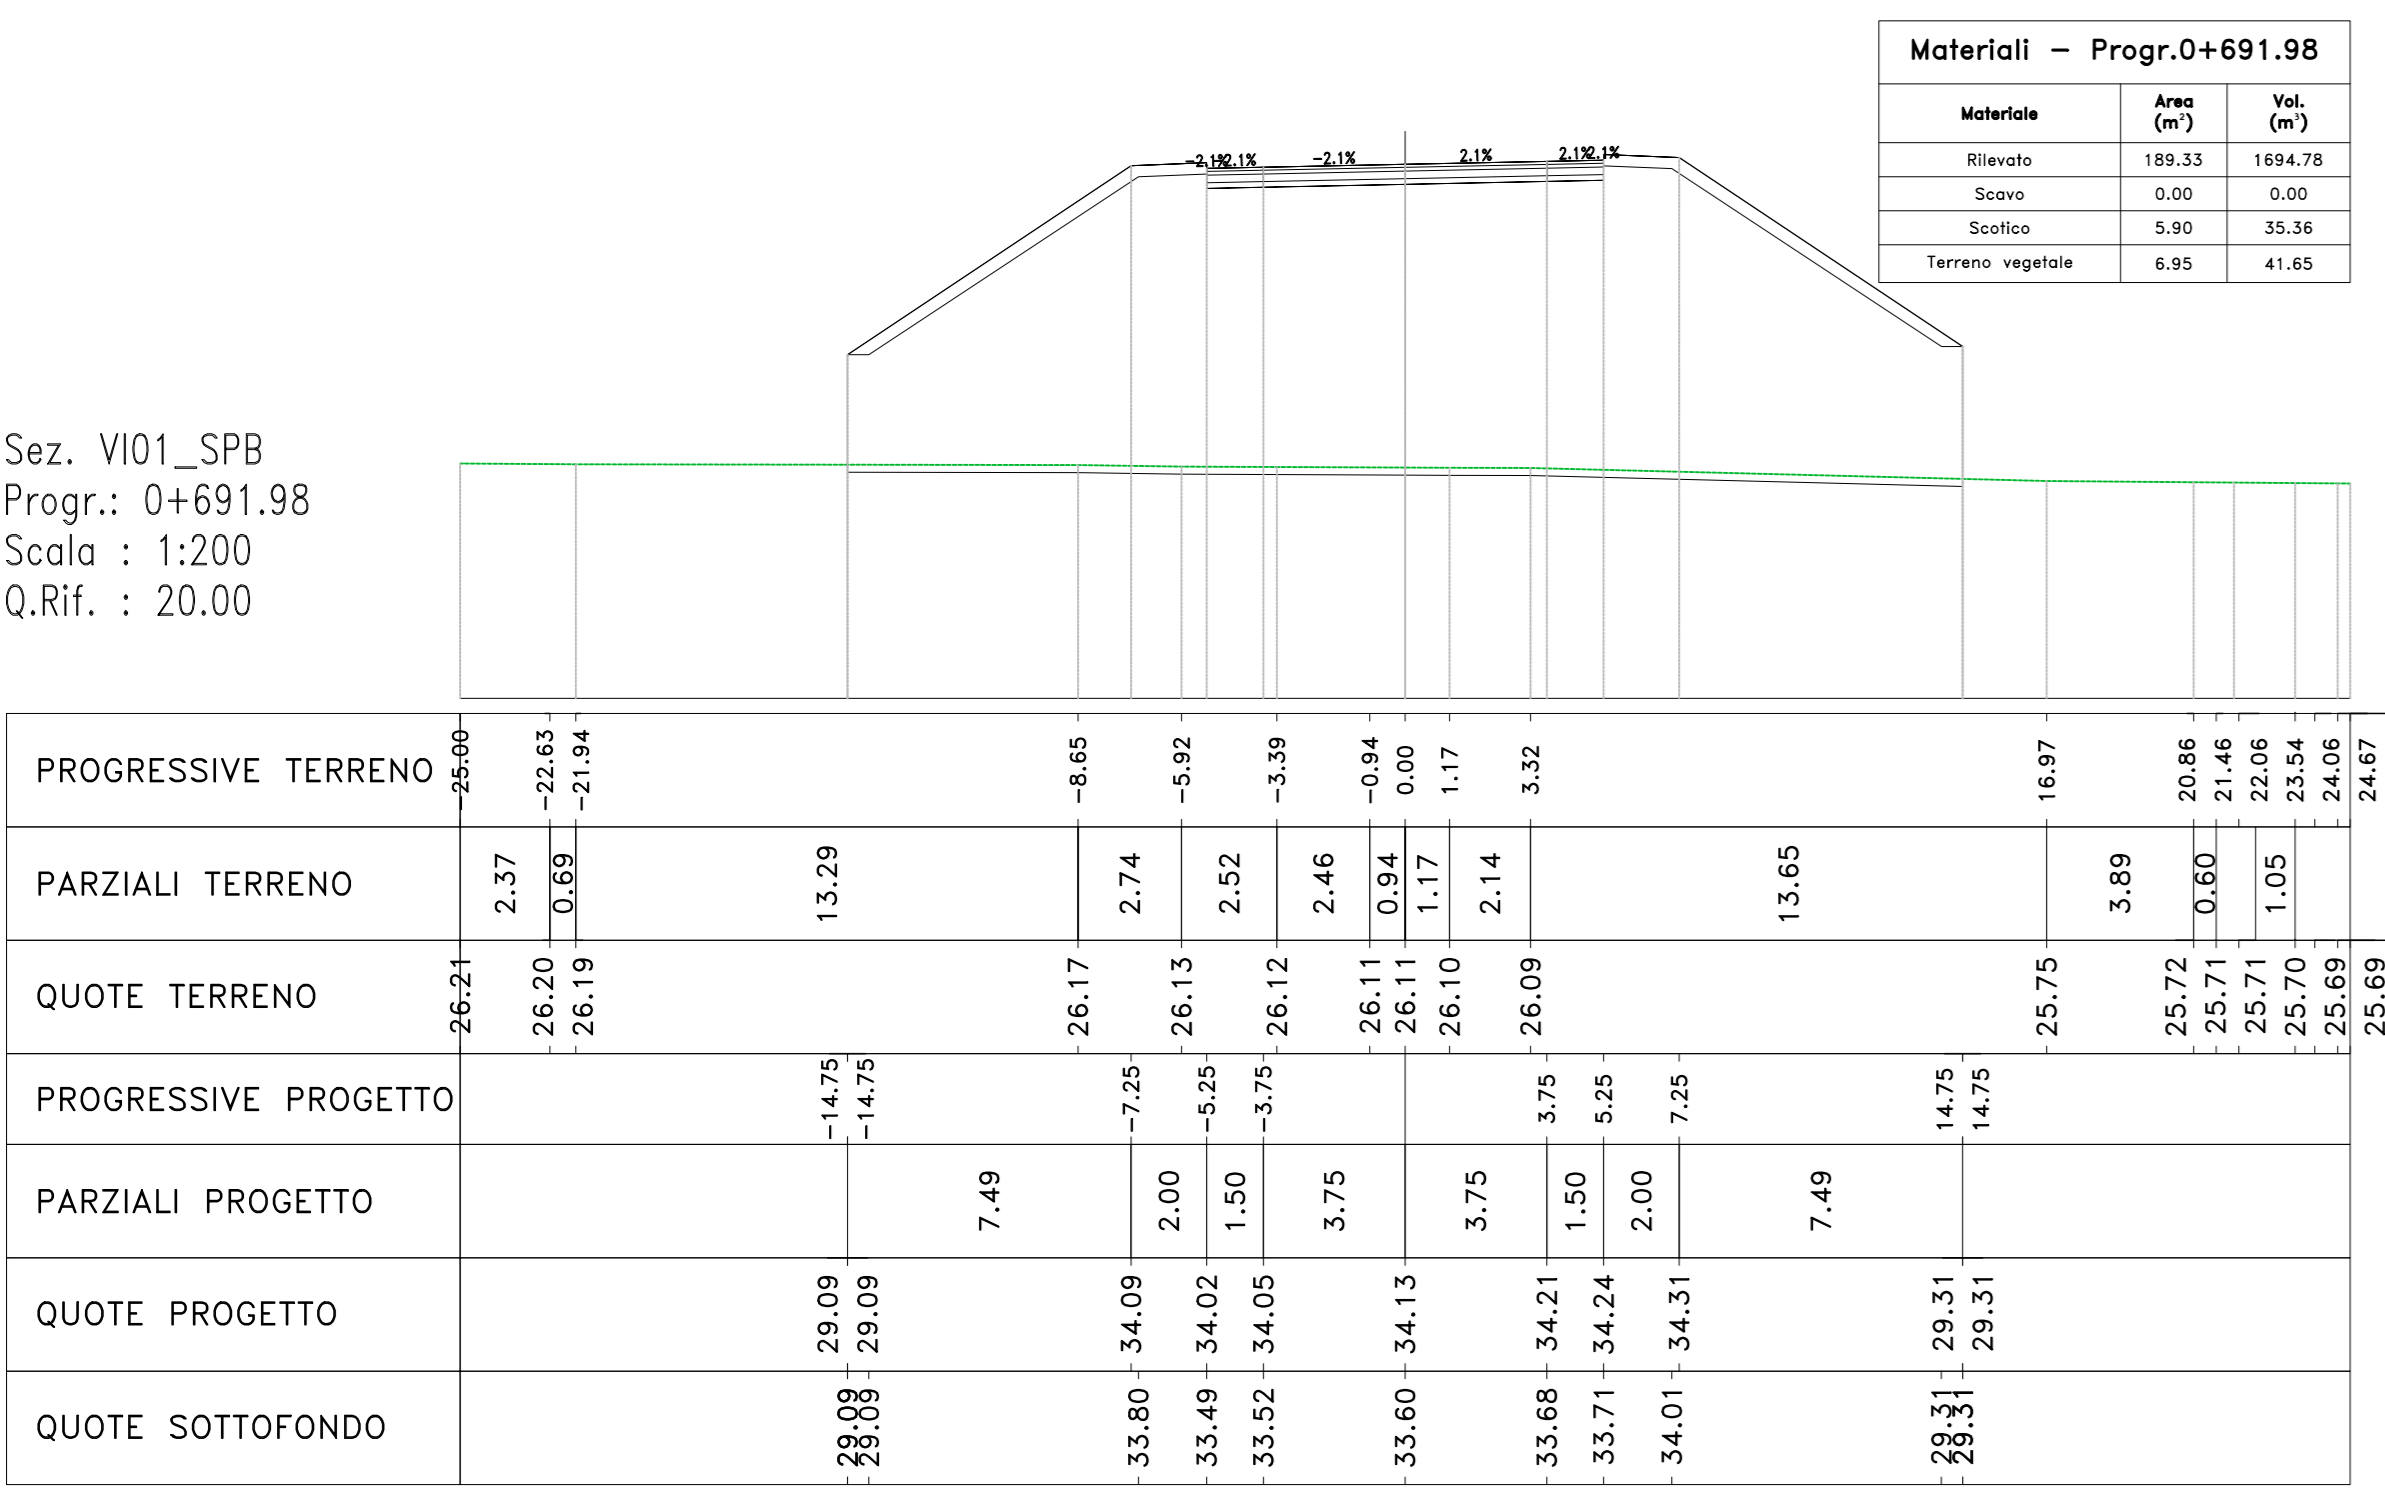 Materiali – Progr.0+691.98
Materiale Area (m²) Vol. (m³)
Rilevato 189.33 1694.78
Scavo 0.00 0.00
Scotico 5.90 35.36
Terreno vegetale 6.95 41.65
-2.1% -2.1% -2.1% 2.1% 2.1% 2.1%
Sez. VI01_SPB
Progr.: 0+691.98
Scala : 1:200
Q.Rif. : 20.00
PROGRESSIVE TERRENO -25.00 -22.63 -21.94 -8.65 -5.92 -3.39 -0.94 0.00 1.17 3.32 16.97 20.86 21.46 22.06 23.54 24.06 24.67
PARZIALI TERRENO 2.37 0.69 13.29 2.74 2.52 2.46 0.94 1.17 2.14 13.65 3.89 0.60 1.05
QUOTE TERRENO 26.21 26.20 26.19 26.17 26.13 26.12 26.11 26.11 26.10 26.09 25.75 25.72 25.71 25.71 25.70 25.69 25.69
PROGRESSIVE PROGETTO -14.75 -14.75 -7.25 -5.25 -3.75 3.75 5.25 7.25 14.75 14.75
PARZIALI PROGETTO 7.49 2.00 1.50 3.75 3.75 1.50 2.00 7.49
QUOTE PROGETTO 29.09 29.09 34.09 34.02 34.05 34.13 34.21 34.24 34.31 29.31 29.31
QUOTE SOTTOFONDO 29.09 29.09 33.80 33.49 33.52 33.60 33.68 33.71 34.01 29.31 29.31